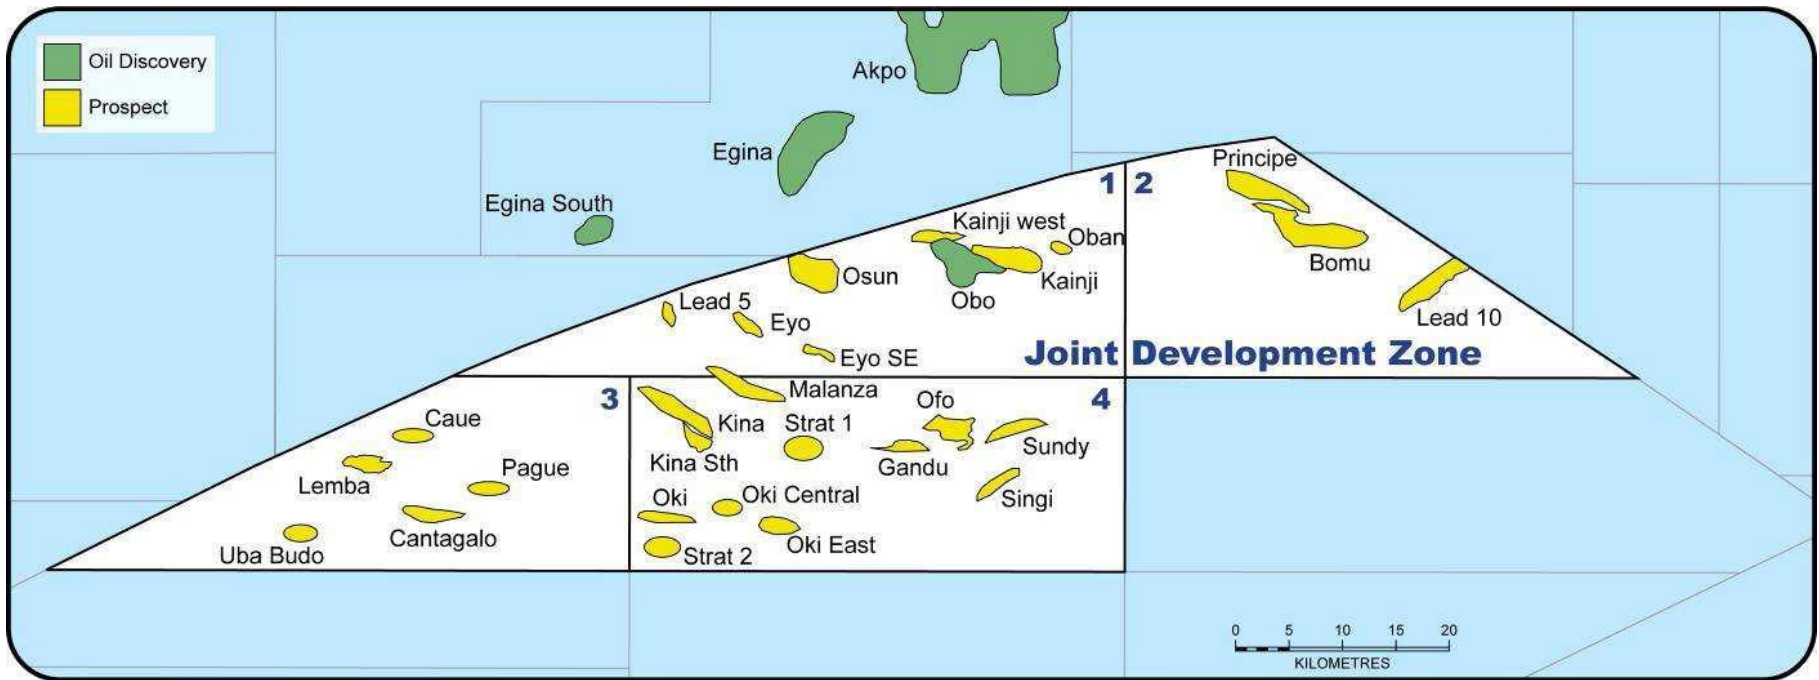 Oil Discovery
Prospect
Akpo
Egina
Egina South
1
2
Principe
Kainji west
Oban
Bomu
Osun
Kainji
Obo
Lead 5
Lead 10
Eyo
Eyo SE
Joint Development Zone
Malanza
3
4
Ofo
Caue
Kina
Strat 1
Sundy
Kina Sth
Gandu
Pague
Lemba
Oki
Oki Central
Singi
Cantagalo
Oki East
Uba Budo
Strat 2
0 5 10 15 20
KILOMETRES